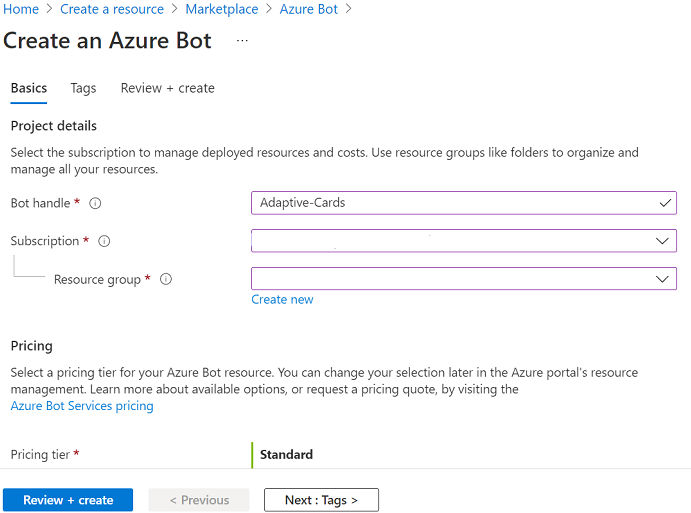 Home > Create a resource > Marketplace > Azure Bot >
Create an Azure Bot ...
Basics Tags Review + create
Project details
Select the subscription to manage deployed resources and costs. Use resource groups like folders to organize and
manage all your resources.
Bot handle * Adaptive-Cards
Subscription *
Resource group *
Create new
Pricing
Select a pricing tier for your Azure Bot resource. You can change your selection later in the Azure portal's resource
management. Learn more about available options, or request a pricing quote, by visiting the
Azure Bot Services pricing
Pricing tier * Standard
Review + create < Previous Next : Tags >